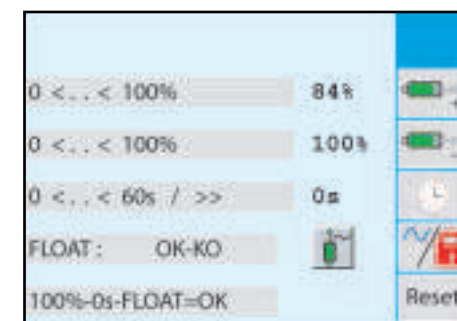 0 <..< 100% 84%
0 <..< 100% 100%
0 <..< 60s / >> 0s
FLOAT: OK-KO
100%-0s-FLOAT=OK Reset